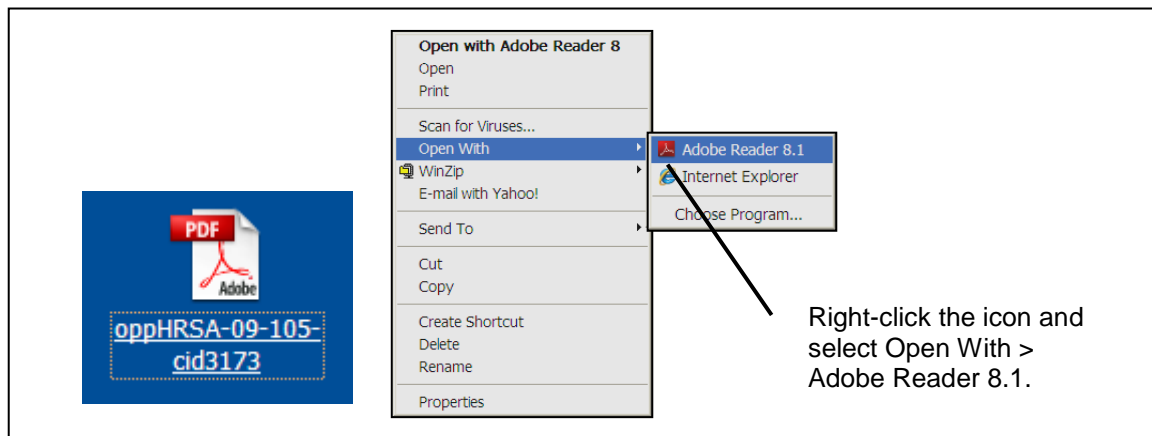 PDF
Adobe
oppHRSA-09-105-
cid3173
Open with Adobe Reader 8
Open
Print
Scan for Viruses...
Open With
WinZip
E-mail with Yahoo!
Send To
Cut
Copy
Create Shortcut
Delete
Rename
Properties
Adobe Reader 8.1
Internet Explorer
Choose Program...
Right-click the icon and
select Open With >
Adobe Reader 8.1.